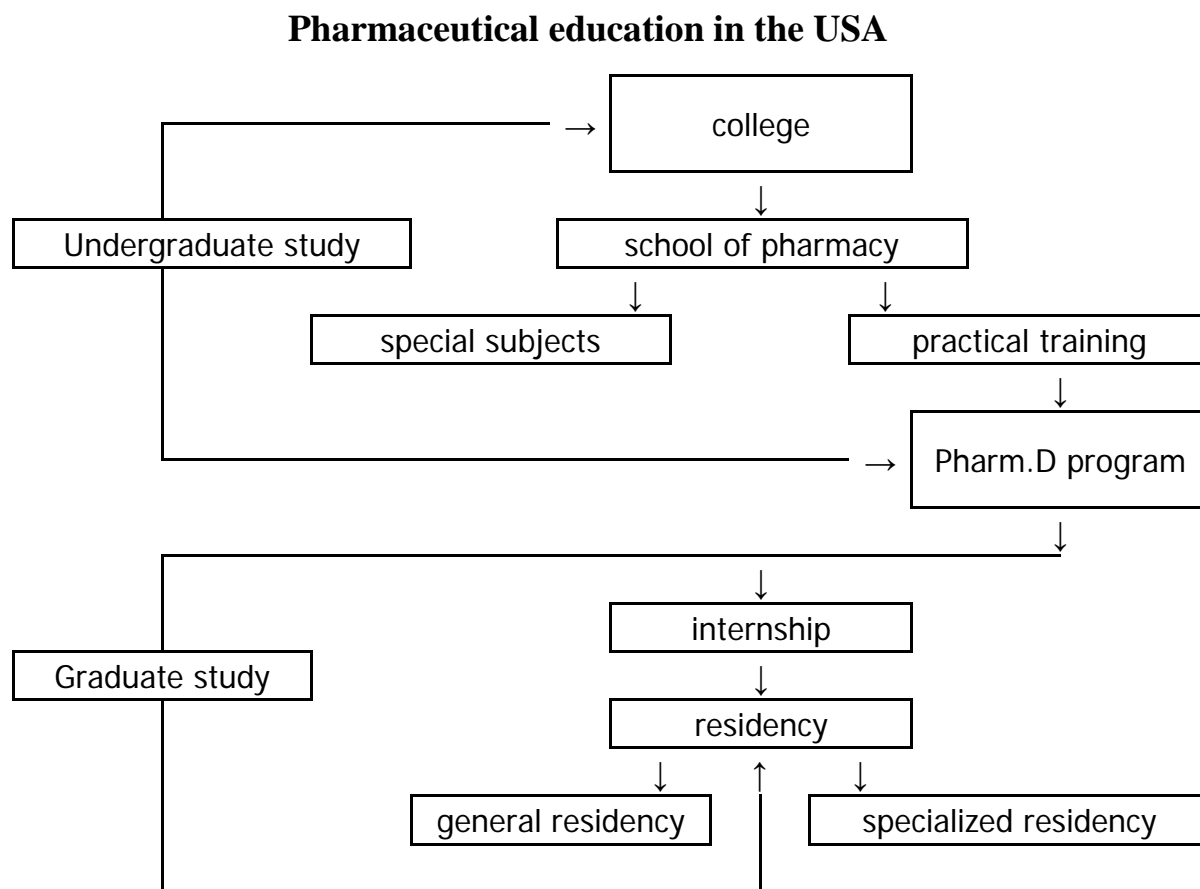 Pharmaceutical education in the USA
→ college
↓
Undergraduate study
school of pharmacy
↓ ↓
special subjects
practical training
↓
→ Pharm.D program
↓
↓
internship
Graduate study
↓
residency
↓ ↑ ↓
general residency
specialized residency